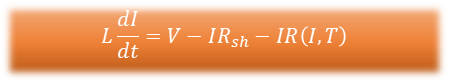 L dI/dt = V − IR_sh − IR(I,T)